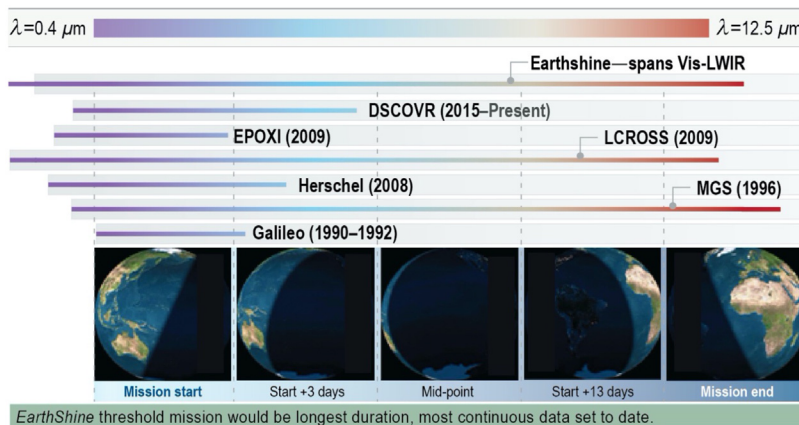 λ=0.4 μm
λ=12.5 μm
Earthshine—spans Vis-LWIR
DSCOVR (2015–Present)
EPOXI (2009)
LCROSS (2009)
Herschel (2008)
MGS (1996)
Galileo (1990–1992)
Mission start
Start +3 days
Mid-point
Start +13 days
Mission end
EarthShine threshold mission would be longest duration, most continuous data set to date.